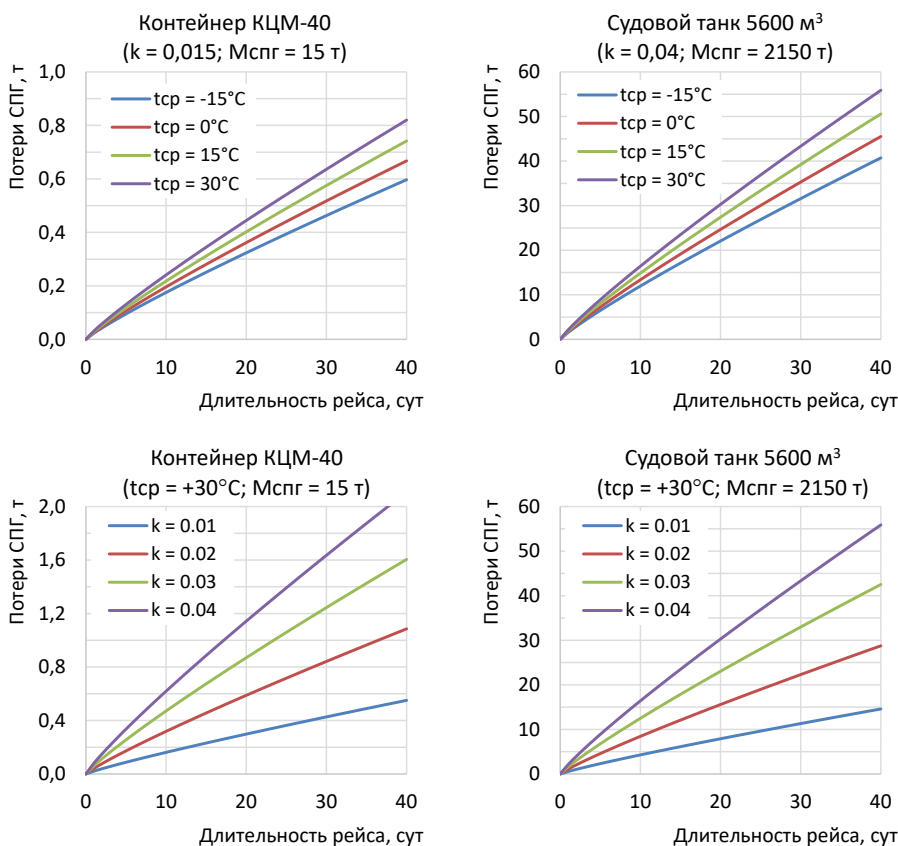 Контейнер КЦМ-40
(k = 0,015; Мспг = 15 т)
Потери СПГ, т
1,0
0,8
0,6
0,4
0,2
0,0
tср = -15°C
tср = 0°C
tср = 15°C
tср = 30°C
0 10 20 30 40
Длительность рейса, сут
Судовой танк 5600 м³
(k = 0,04; Мспг = 2150 т)
Потери СПГ, т
60
50
40
30
20
10
0
tср = -15°C
tср = 0°C
tср = 15°C
tср = 30°C
0 10 20 30 40
Длительность рейса, сут
Контейнер КЦМ-40
(tср = +30°C; Мспг = 15 т)
Потери СПГ, т
2,0
1,6
1,2
0,8
0,4
0,0
k = 0.01
k = 0.02
k = 0.03
k = 0.04
0 10 20 30 40
Длительность рейса, сут
Судовой танк 5600 м³
(tср = +30°C; Мспг = 2150 т)
Потери СПГ, т
60
50
40
30
20
10
0
k = 0.01
k = 0.02
k = 0.03
k = 0.04
0 10 20 30 40
Длительность рейса, сут